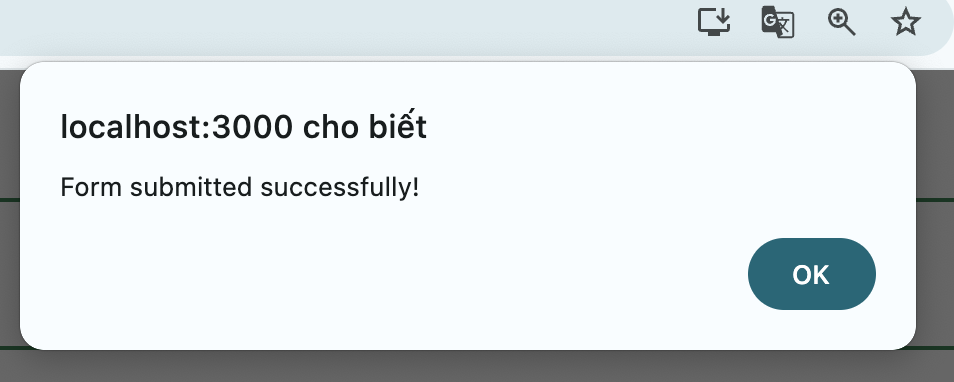 localhost:3000 cho biết
Form submitted successfully!
OK